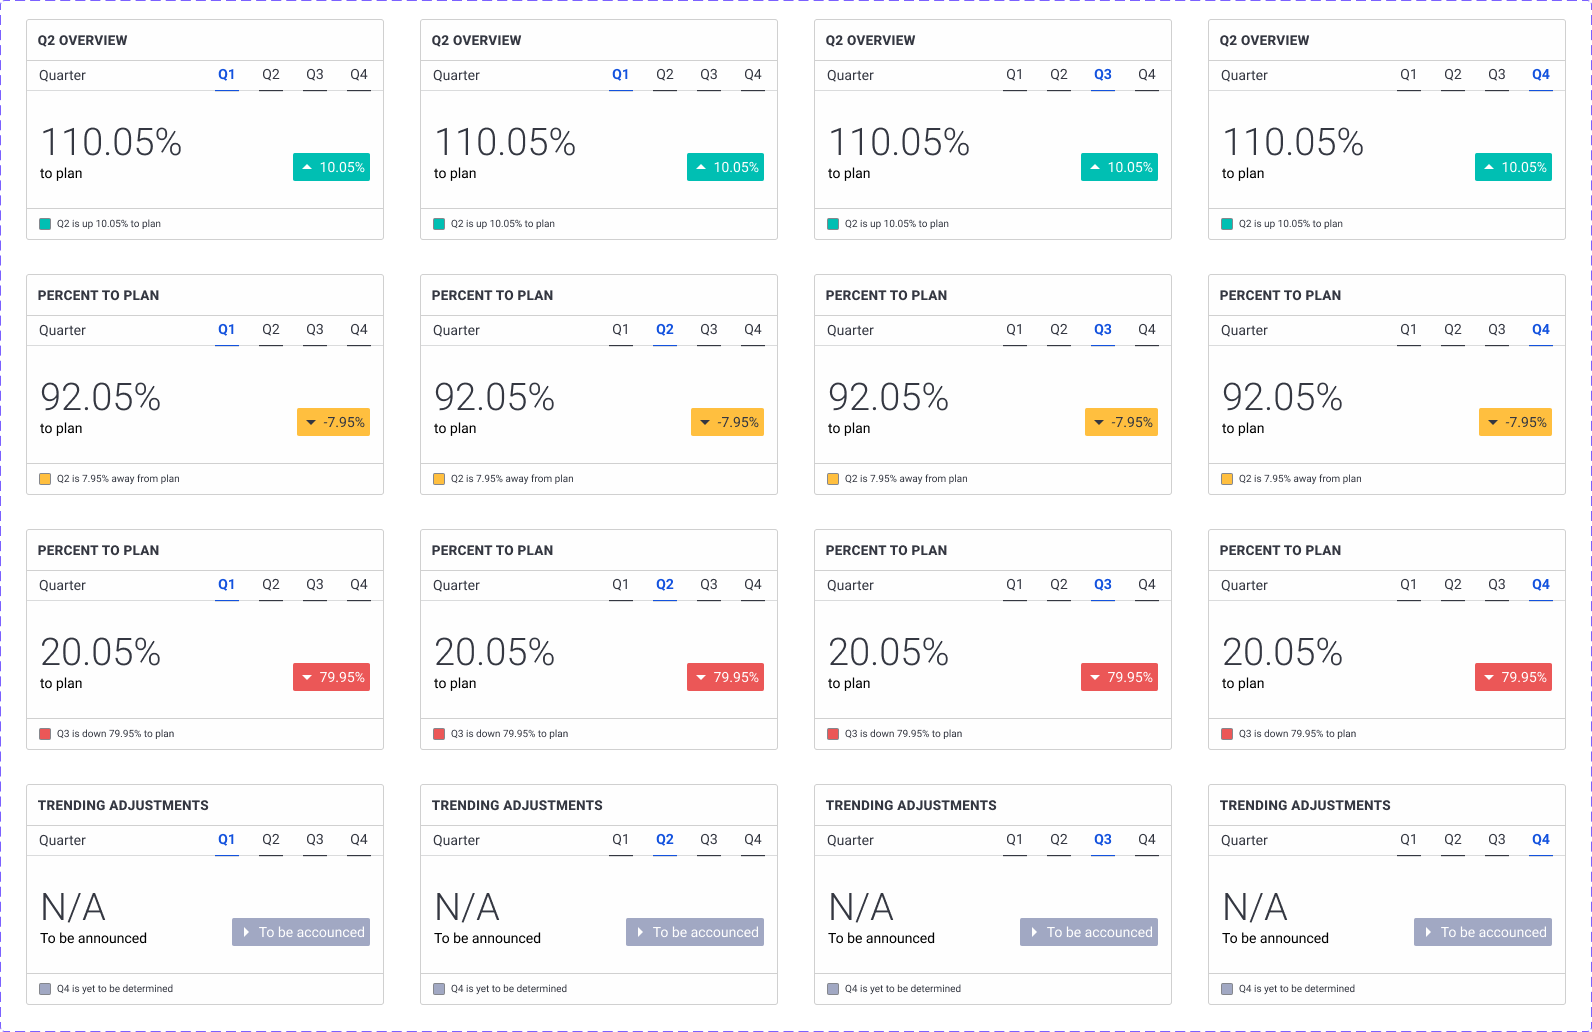 Q2 OVERVIEW
Quarter Q1 Q2 Q3 Q4
110.05%
to plan
10.05%
Q2 is up 10.05% to plan
Q2 OVERVIEW
Quarter Q1 Q2 Q3 Q4
110.05%
to plan
10.05%
Q2 is up 10.05% to plan
Q2 OVERVIEW
Quarter Q1 Q2 Q3 Q4
110.05%
to plan
10.05%
Q2 is up 10.05% to plan
Q2 OVERVIEW
Quarter Q1 Q2 Q3 Q4
110.05%
to plan
10.05%
Q2 is up 10.05% to plan
PERCENT TO PLAN
Quarter Q1 Q2 Q3 Q4
92.05%
to plan
-7.95%
Q2 is 7.95% away from plan
PERCENT TO PLAN
Quarter Q1 Q2 Q3 Q4
92.05%
to plan
-7.95%
Q2 is 7.95% away from plan
PERCENT TO PLAN
Quarter Q1 Q2 Q3 Q4
92.05%
to plan
-7.95%
Q2 is 7.95% away from plan
PERCENT TO PLAN
Quarter Q1 Q2 Q3 Q4
92.05%
to plan
-7.95%
Q2 is 7.95% away from plan
PERCENT TO PLAN
Quarter Q1 Q2 Q3 Q4
20.05%
to plan
79.95%
Q3 is down 79.95% to plan
PERCENT TO PLAN
Quarter Q1 Q2 Q3 Q4
20.05%
to plan
79.95%
Q3 is down 79.95% to plan
PERCENT TO PLAN
Quarter Q1 Q2 Q3 Q4
20.05%
to plan
79.95%
Q3 is down 79.95% to plan
PERCENT TO PLAN
Quarter Q1 Q2 Q3 Q4
20.05%
to plan
79.95%
Q3 is down 79.95% to plan
TRENDING ADJUSTMENTS
Quarter Q1 Q2 Q3 Q4
N/A
To be announced
To be accounced
Q4 is yet to be determined
TRENDING ADJUSTMENTS
Quarter Q1 Q2 Q3 Q4
N/A
To be announced
To be accounced
Q4 is yet to be determined
TRENDING ADJUSTMENTS
Quarter Q1 Q2 Q3 Q4
N/A
To be announced
To be accounced
Q4 is yet to be determined
TRENDING ADJUSTMENTS
Quarter Q1 Q2 Q3 Q4
N/A
To be announced
To be accounced
Q4 is yet to be determined